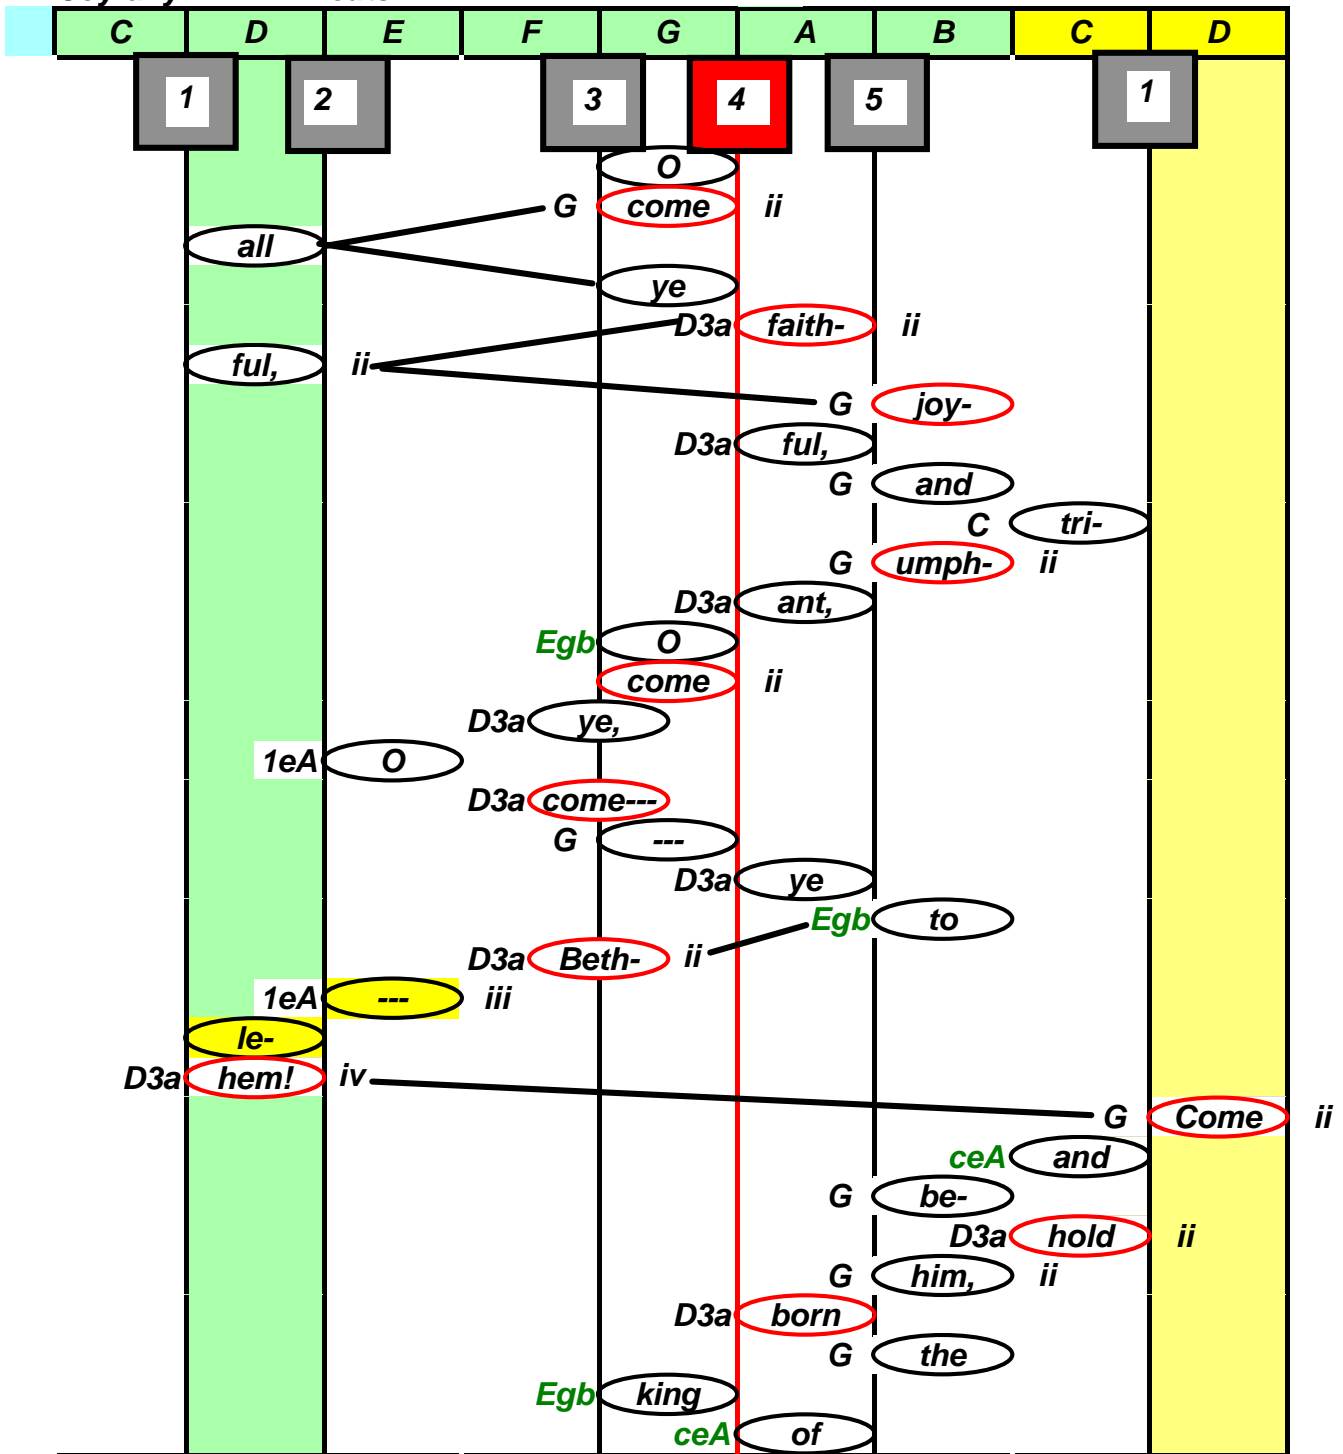 C D E F G A B C D
1 2 3 4 5 1
O
G come ii
all
ye
D3a faith- ii
ful, ii
G joy-
D3a ful,
G and
C tri-
G umph- ii
D3a ant,
Egb O
come ii
D3a ye,
1eA O
D3a come---
G ---
D3a ye
Egb to
D3a Beth- ii
1eA --- iii
le-
D3a hem! iv
G Come ii
ceA and
G be-
D3a hold ii
G him, ii
D3a born
G the
Egb king
ceA of